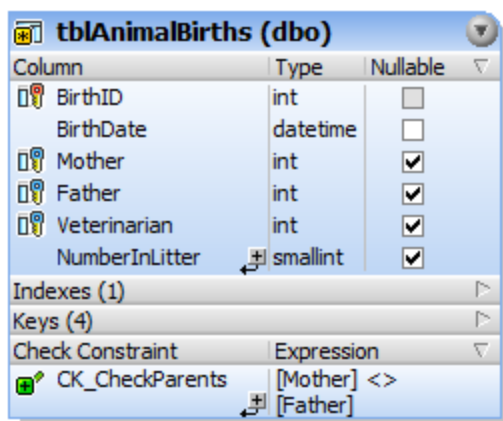 tblAnimalBirths (dbo)
Column Type Nullable
BirthID int
BirthDate datetime
Mother int
Father int
Veterinarian int
NumberInLitter smallint
Indexes (1)
Keys (4)
Check Constraint Expression
CK_CheckParents [Mother] <>
[Father]